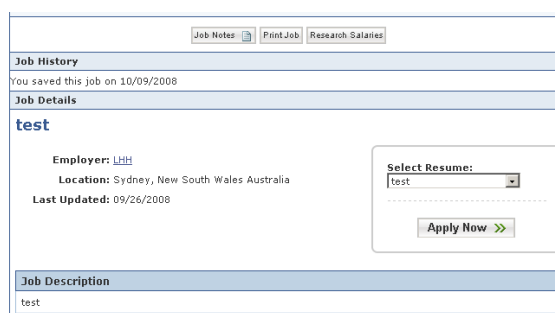 Job Notes Print Job Research Salaries
Job History
You saved this job on 10/09/2008
Job Details
test
Employer: LHH
Location: Sydney, New South Wales Australia
Last Updated: 09/26/2008
Select Resume:
test
Apply Now
Job Description
test